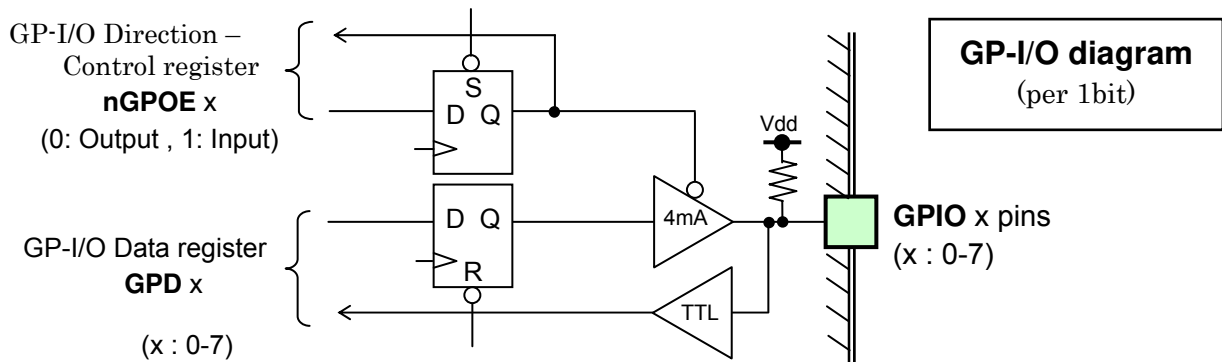 GP-I/O Direction –
Control register
nGPOE x
(0: Output , 1: Input)
S
D Q
D Q
R
GP-I/O Data register
GPD x
(x : 0-7)
4mA
TTL
Vdd
GPIO x pins
(x : 0-7)
GP-I/O diagram
(per 1bit)